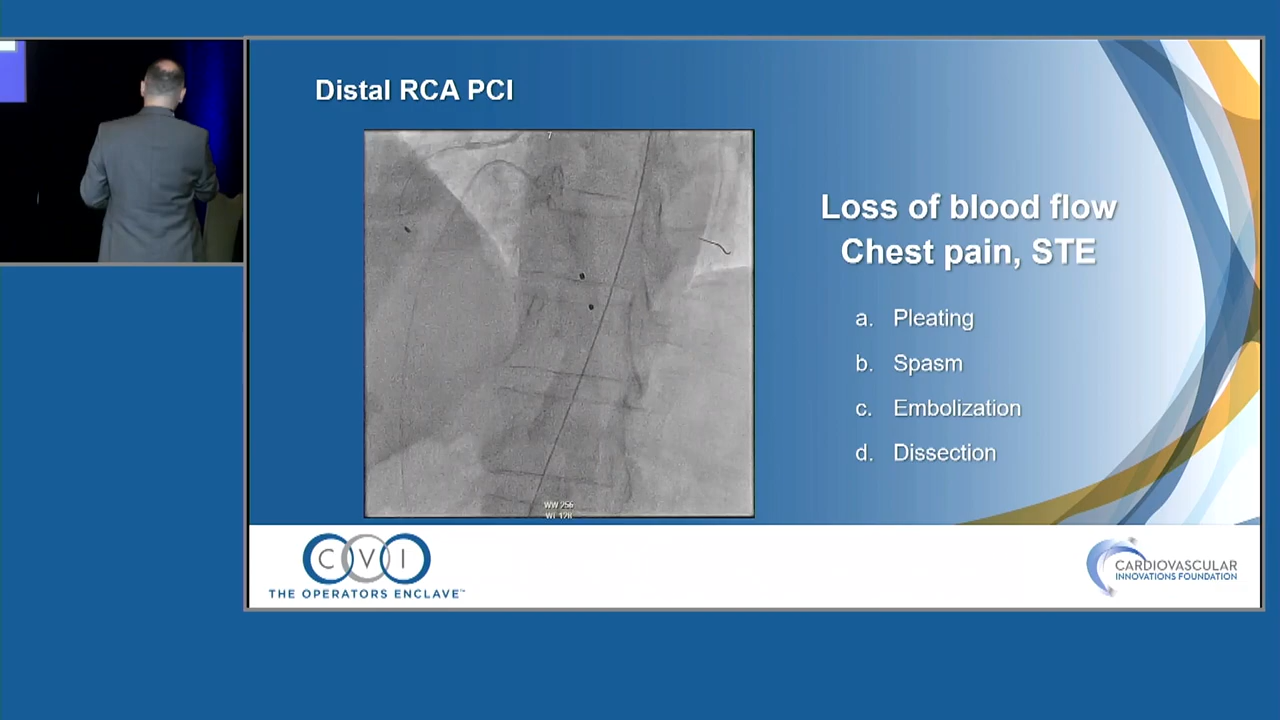 Distal RCA PCI
7
WW 256
WL 128
Loss of blood flow
Chest pain, STE
a. Pleating
b. Spasm
c. Embolization
d. Dissection
CVI
THE OPERATORS ENCLAVE™
CARDIOVASCULAR
INNOVATIONS FOUNDATION